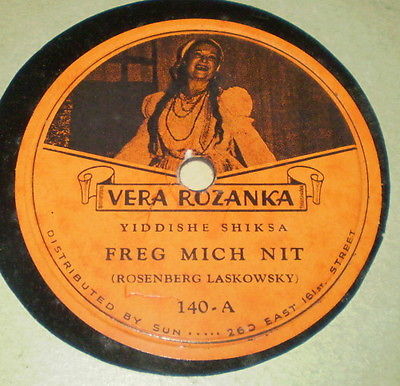 VERA ROZANKA
YIDDISHE SHIKSA
FREG MICH NIT
(ROSENBERG LASKOWSKY)
140-A
DISTRIBUTED BY SUN ..... 260 EAST 161ST. STREET